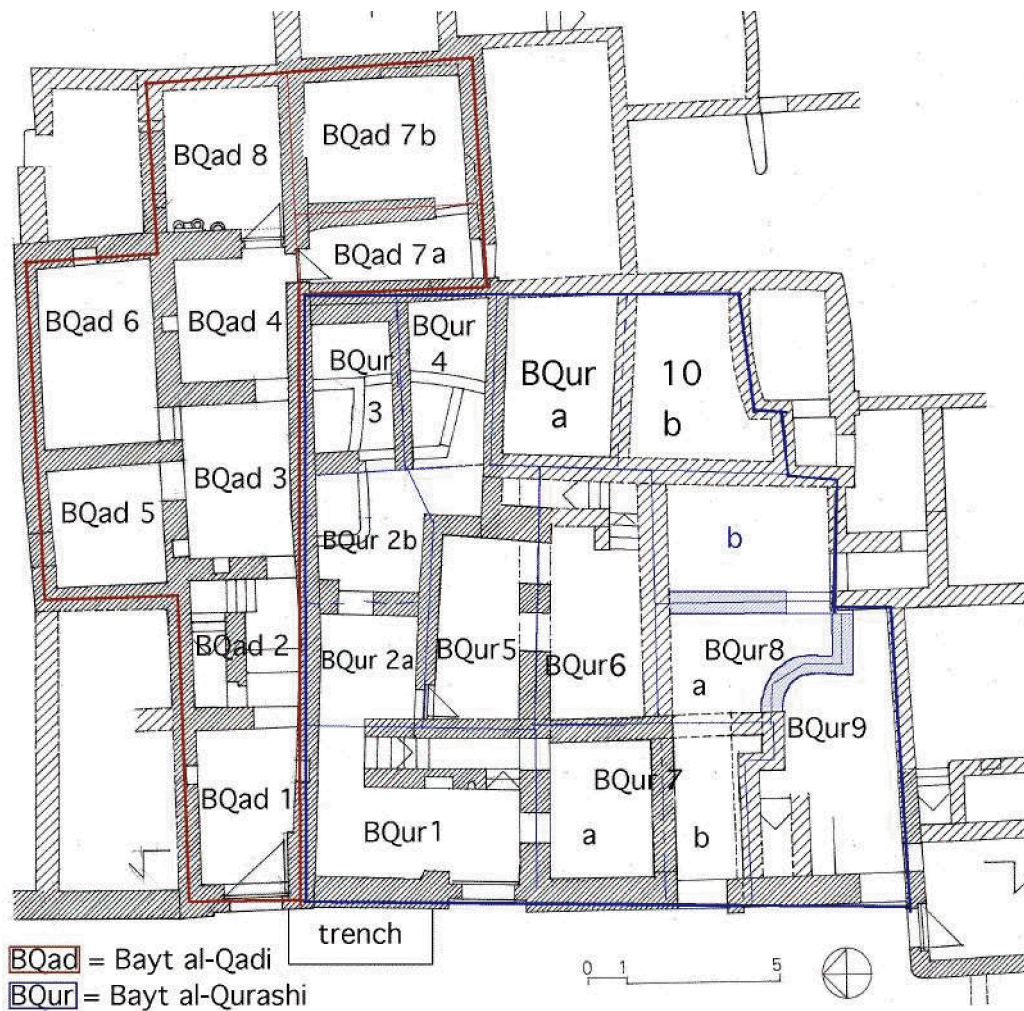 BQad 8
BQad 7b
BQad 7a
BQad 6
BQad 4
BQur
4
BQur
3
BQur
a
10
b
BQad 3
BQad 5
BQur 2b
b
BQad 2
BQur 2a
BQur5
BQur6
BQur8
a
BQur9
BQad 1
BQur1
BQur 7
a
b
trench
BQad = Bayt al-Qadi
BQur = Bayt al-Qurashi
0 1 5